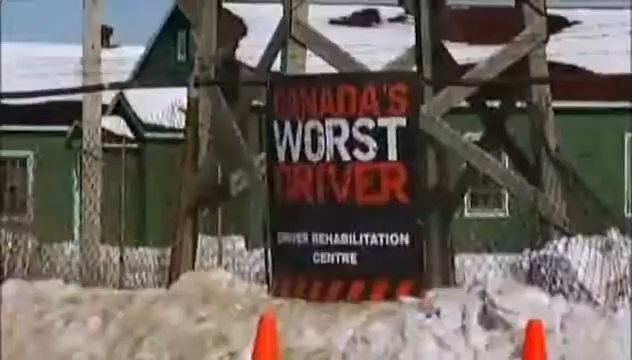 CANADA'S
WORST
DRIVER
DRIVER REHABILITATION
CENTRE